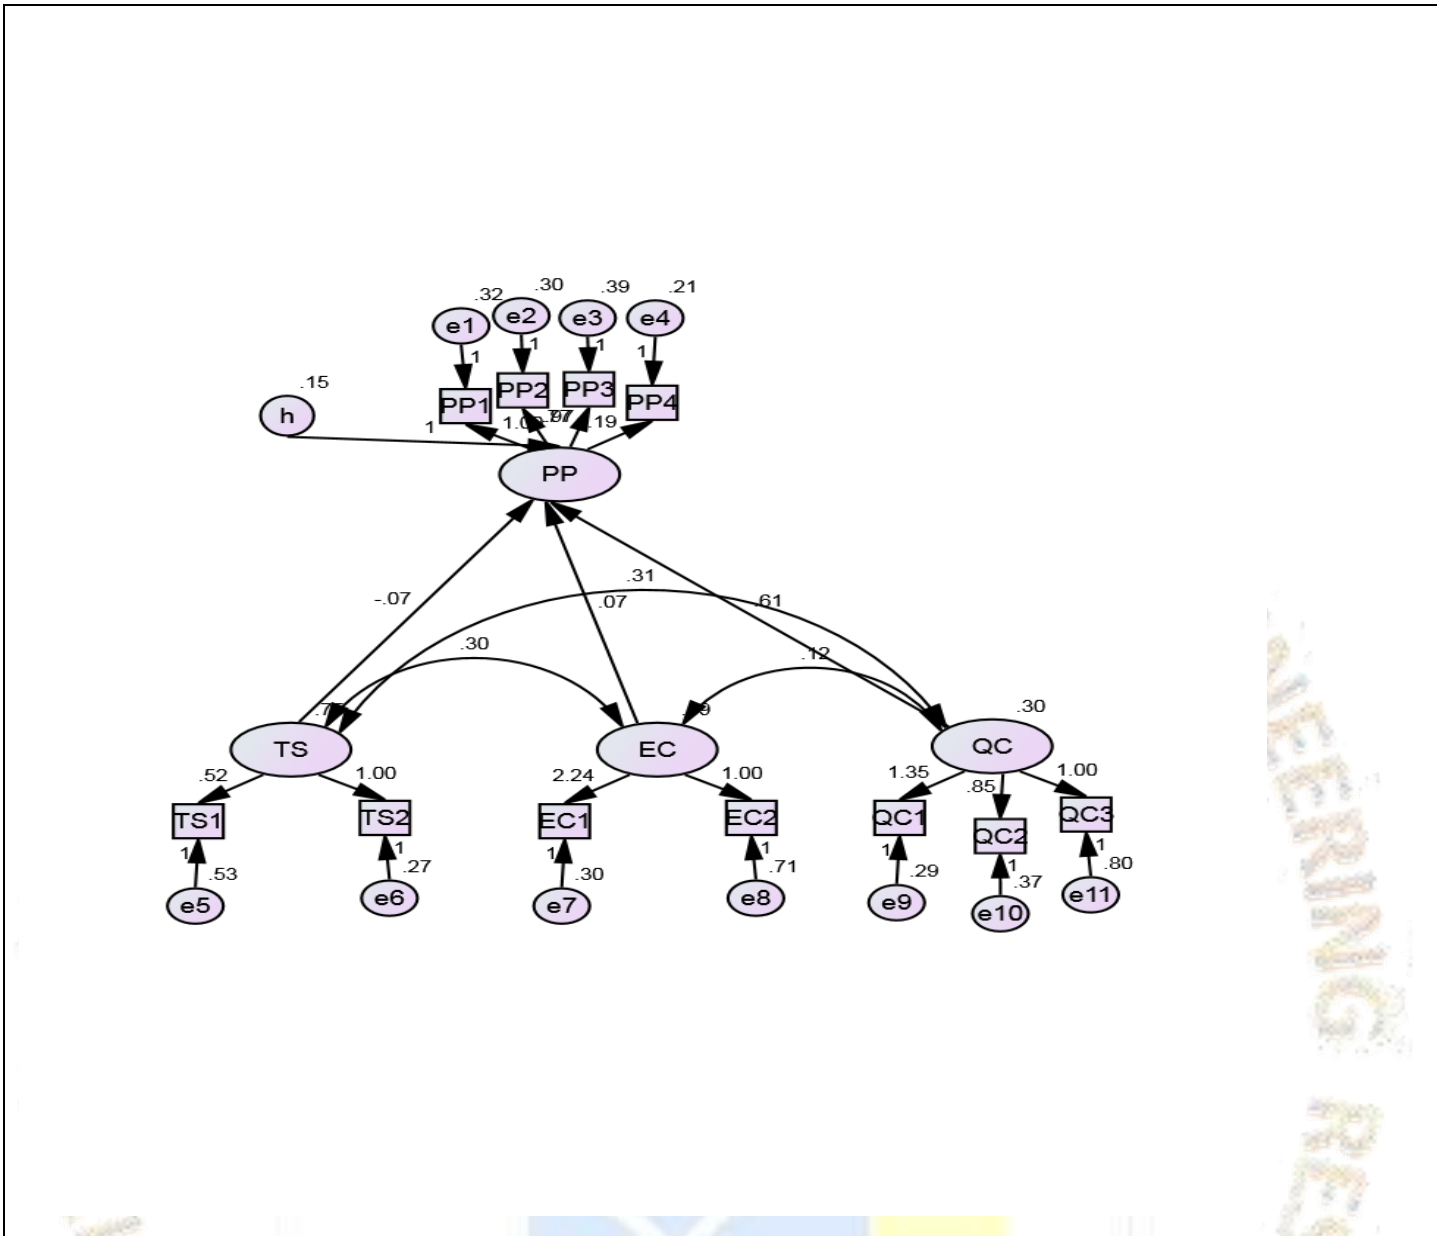 .32 .30 .39 .21
e1 e2 e3 e4
1 1 1 1
.15
h
PP1 PP2 PP3 PP4
1
PP
.31
-.07 .07 .61
.30 .12
.30
TS EC QC
.52 1.00 2.24 1.00 1.35 .85 1.00
TS1 TS2 EC1 EC2 QC1 QC2 QC3
1 1 1 1 1 1 1
.53 .27 .30 .71 .29 .37 .80
e5 e6 e7 e8 e9 e10 e11
NEERING
RES